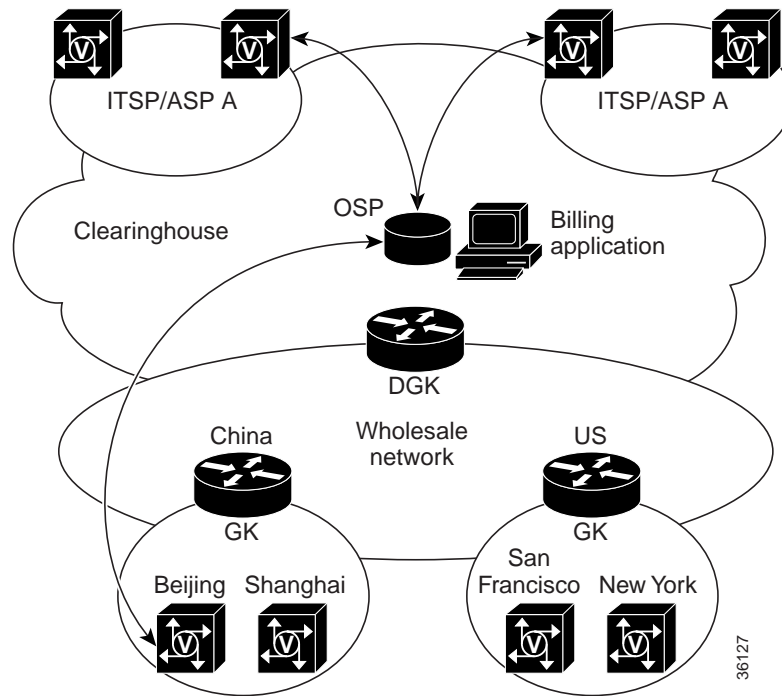 ITSP/ASP A
ITSP/ASP A
V
V
V
V
OSP
Clearinghouse
Billing
application
DGK
Wholesale
network
China
US
GK
GK
Beijing
Shanghai
San
Francisco
New York
V
V
V
V
36127